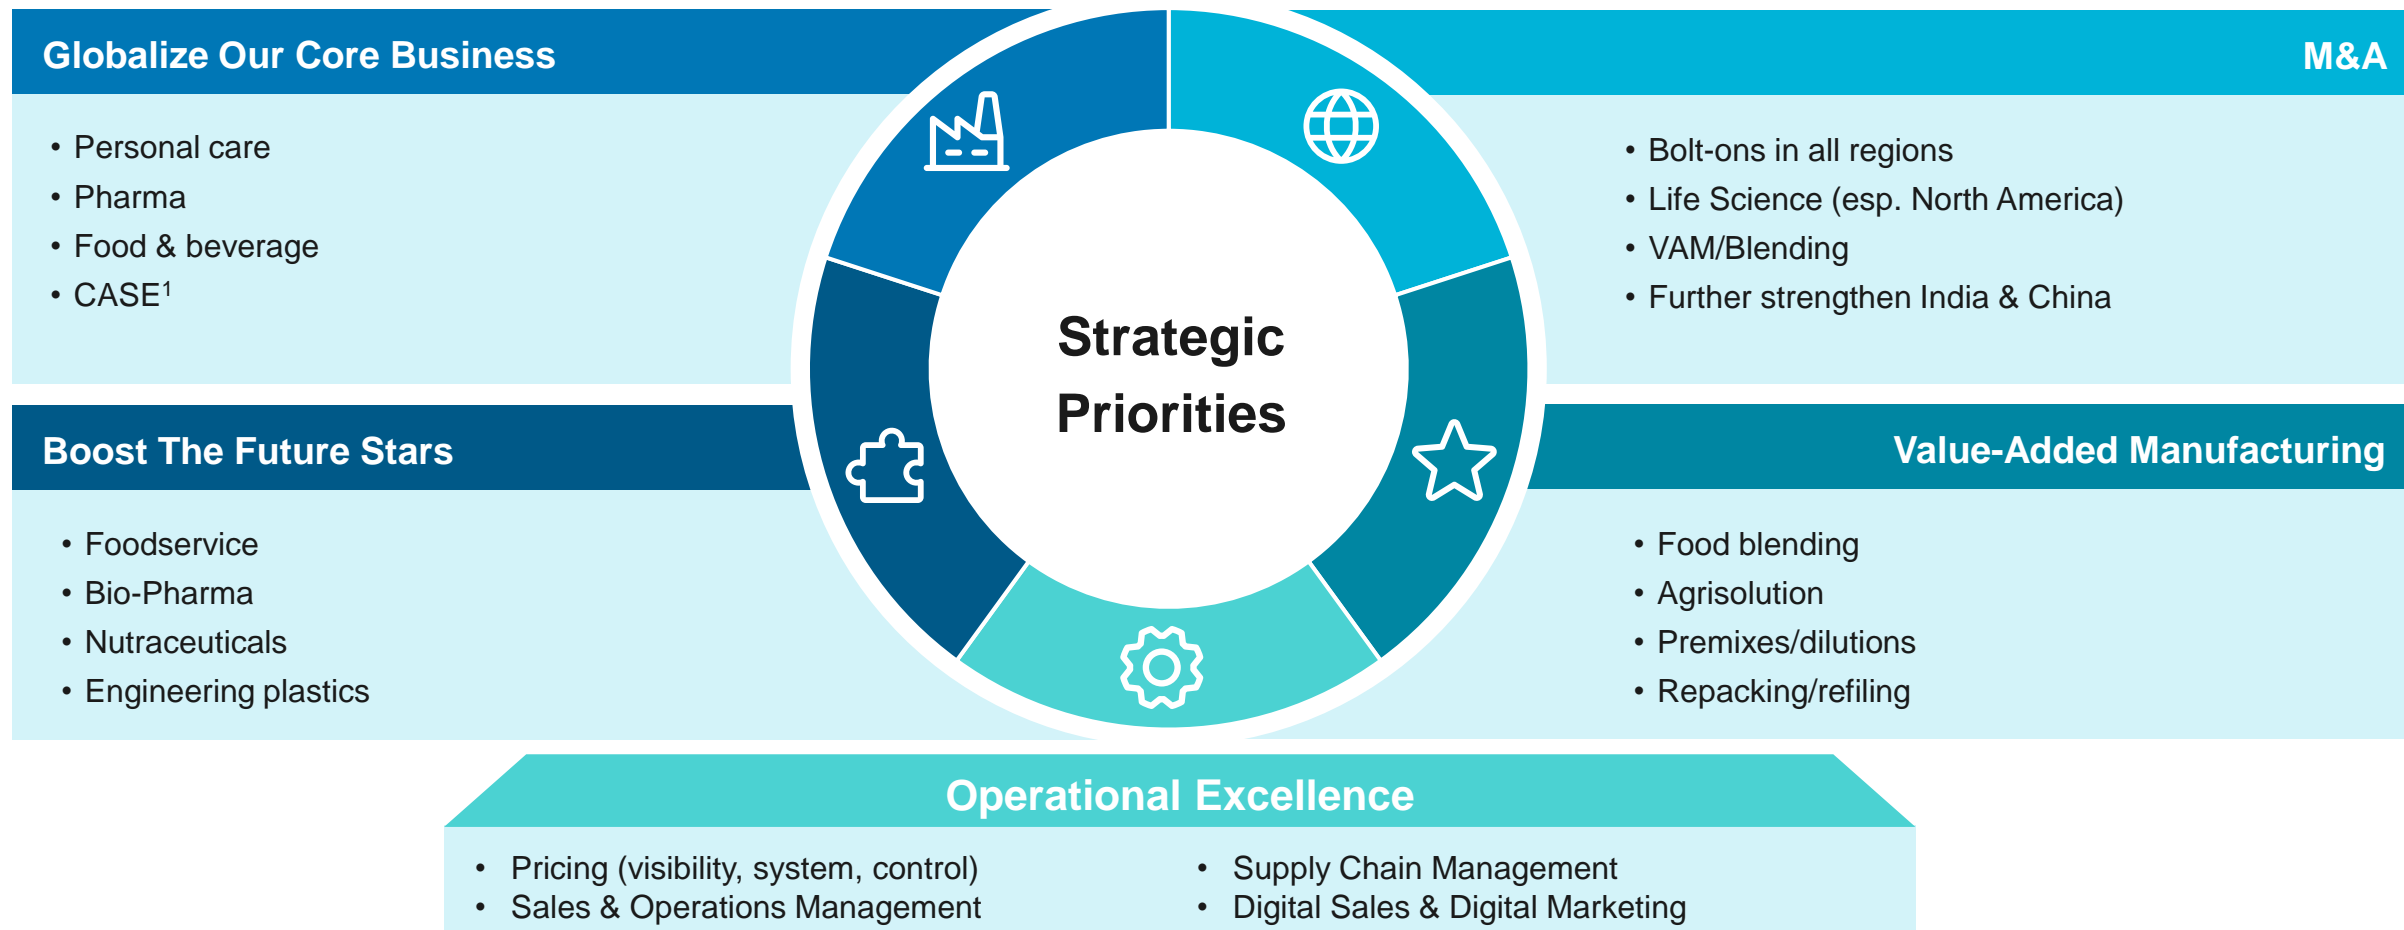 Globalize Our Core Business
• Personal care
• Pharma
• Food & beverage
• CASE¹
M&A
• Bolt-ons in all regions
• Life Science (esp. North America)
• VAM/Blending
• Further strengthen India & China
Strategic
Priorities
Boost The Future Stars
• Foodservice
• Bio-Pharma
• Nutraceuticals
• Engineering plastics
Value-Added Manufacturing
• Food blending
• Agrisolution
• Premixes/dilutions
• Repacking/refiling
Operational Excellence
• Pricing (visibility, system, control)
• Sales & Operations Management
• Supply Chain Management
• Digital Sales & Digital Marketing